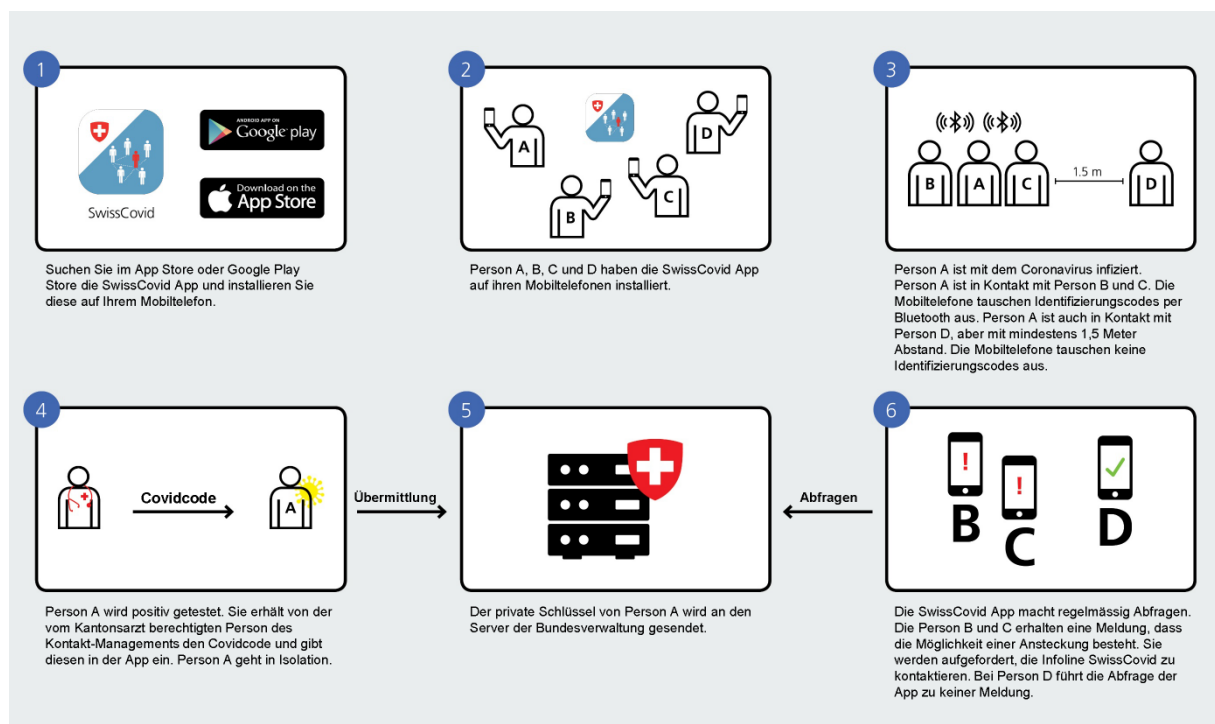 1
ANDROID APP ON
Google play
Download on the
App Store
SwissCovid
Suchen Sie im App Store oder Google Play
Store die SwissCovid App und installieren Sie
diese auf Ihrem Mobiltelefon.
2
A
D
B
C
Person A, B, C und D haben die SwissCovid App
auf ihren Mobiltelefonen installiert.
3
B A C 1.5 m D
Person A ist mit dem Coronavirus infiziert.
Person A ist in Kontakt mit Person B und C. Die
Mobiltelefone tauschen Identifizierungscodes per
Bluetooth aus. Person A ist auch in Kontakt mit
Person D, aber mit mindestens 1,5 Meter
Abstand. Die Mobiltelefone tauschen keine
Identifizierungscodes aus.
4
Covidcode
A
Person A wird positiv getestet. Sie erhält von der
vom Kantonsarzt berechtigten Person des
Kontakt-Managements den Covidcode und gibt
diesen in der App ein. Person A geht in Isolation.
Übermittlung
5
Der private Schlüssel von Person A wird an den
Server der Bundesverwaltung gesendet.
Abfragen
6
! !
B C D
Die SwissCovid App macht regelmässig Abfragen.
Die Person B und C erhalten eine Meldung, dass
die Möglichkeit einer Ansteckung besteht. Sie
werden aufgefordert, die Infoline SwissCovid zu
kontaktieren. Bei Person D führt die Abfrage der
App zu keiner Meldung.